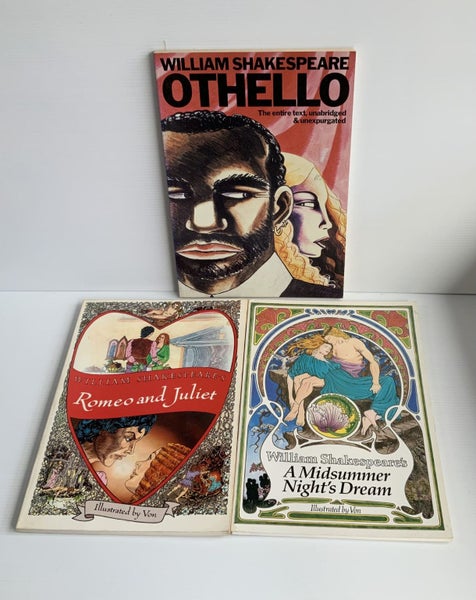 WILLIAM SHAKESPEARE
OTHELLO
The entire text, unabridged
& unexpurgated
WILLIAM SHAKESPEARE'S
Romeo and Juliet
Illustrated by Von
William Shakespeare's
A Midsummer
Night's Dream
Illustrated by Von